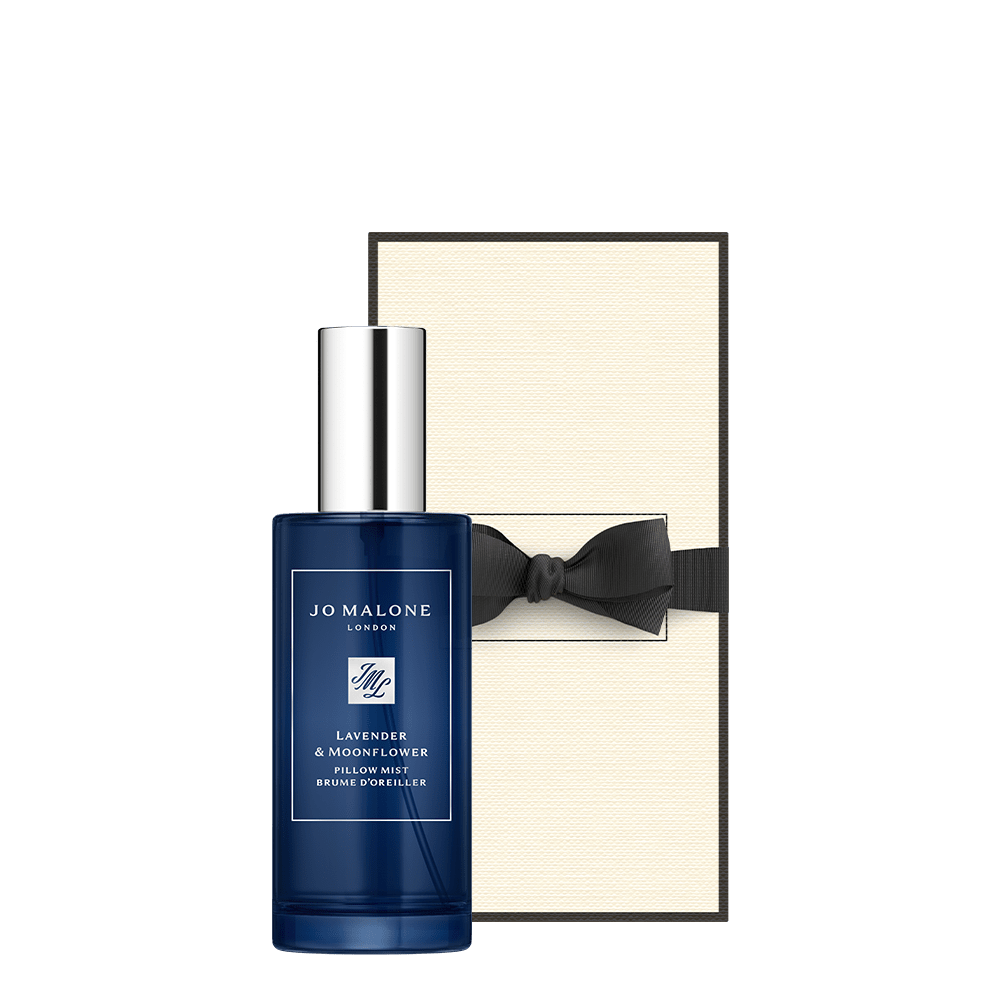 JO MALONE
LONDON
JML
LAVENDER
& MOONFLOWER
PILLOW MIST
BRUME D'OREILLER